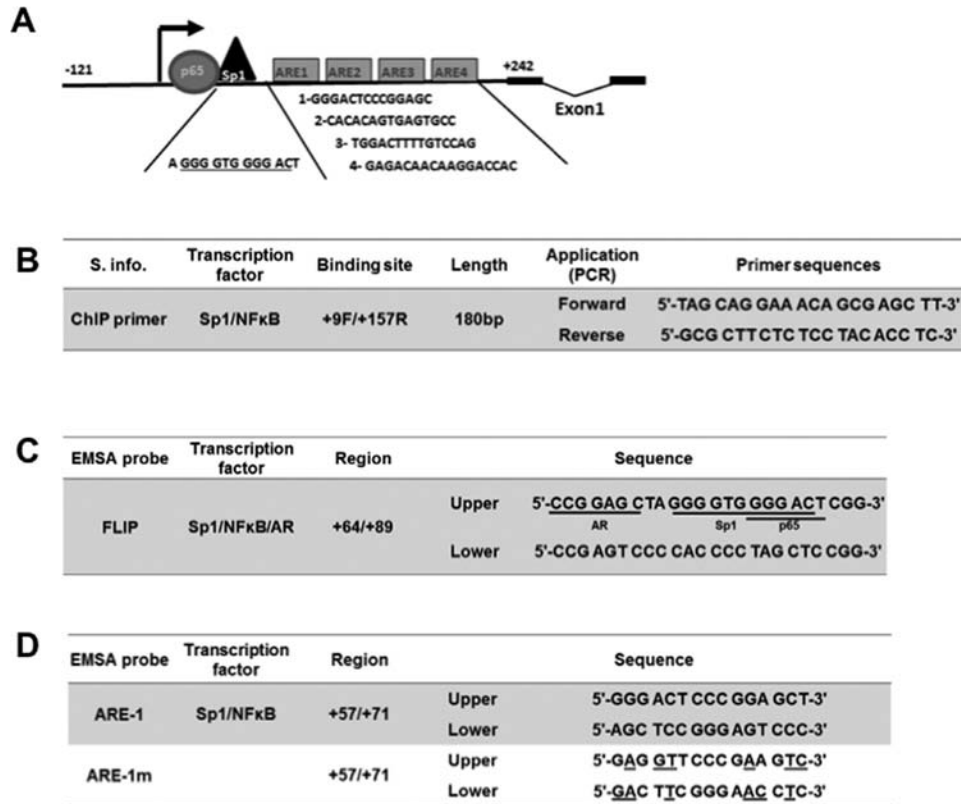 A
-121
p65
Sp1
ARE1 ARE2 ARE3 ARE4
+242
Exon1
1-GGGACTCCCGGAGC
2-CACACAGTGAGTGCC
3- TGGACTTTTGTCCAG
4- GAGACAACAAGGACCAC
A GGG GTG GGG ACT
B
S. info. Transcription factor Binding site Length Application (PCR) Primer sequences
ChIP primer Sp1/NFκB +9F/+157R 180bp Forward 5'-TAG CAG GAA ACA GCG AGC TT-3'
Reverse 5'-GCG CTT CTC TCC TAC ACC TC-3'
C
EMSA probe Transcription factor Region Sequence
FLIP Sp1/NFκB/AR +64/+89 Upper 5'-CCG GAG CTA GGG GTG GGG ACT CGG-3'
AR Sp1 p65
Lower 5'-CCG AGT CCC CAC CCC TAG CTC CGG-3'
D
EMSA probe Transcription factor Region Sequence
ARE-1 Sp1/NFκB +57/+71 Upper 5'-GGG ACT CCC GGA GCT-3'
Lower 5'-AGC TCC GGG AGT CCC-3'
ARE-1m +57/+71 Upper 5'-GAG GTT CCC GAA GTC-3'
Lower 5'-GAC TTC GGG AAC CTC-3'